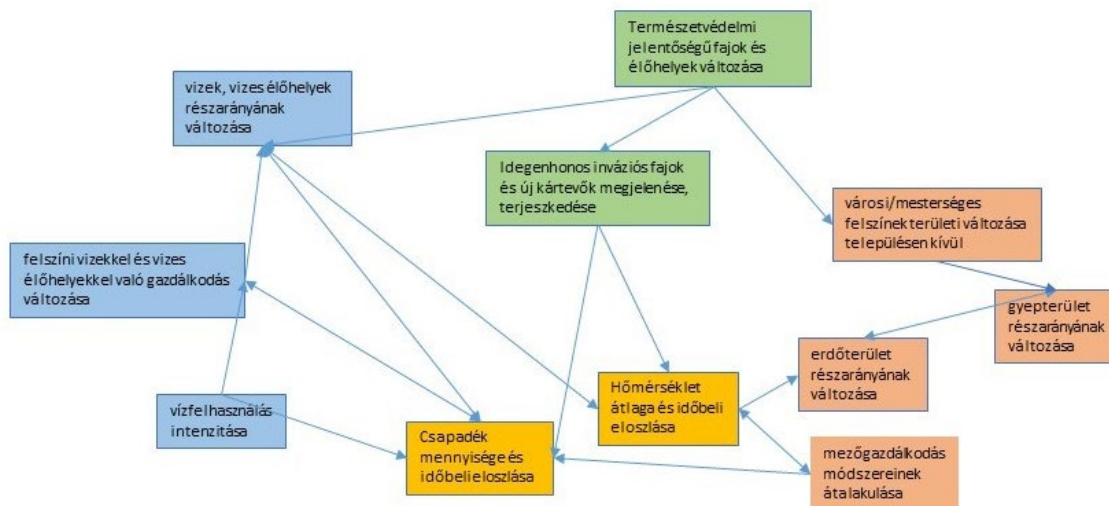 Természetvédelmi
jelentőségű fajok és
élőhelyek változása
vizek, vizes élőhelyek
részarányának
változása
Idegenhonos inváziós fajok
és új kártevők megjelenése,
terjeszkedése
városi/mesterséges
felszínek területi változása
településen kívül
felszíni vizekkel és vizes
élőhelyekkel való gazdálkodás
változása
gyepterület
részarányának
változása
erdőterület
részarányának
változása
Hőmérséklet
átlaga és időbeli
eloszlása
vízfelhasználás
intenzitása
Csapadék
mennyisége és
időbeli eloszlása
mezőgazdálkodás
módszereinek
átalakulása